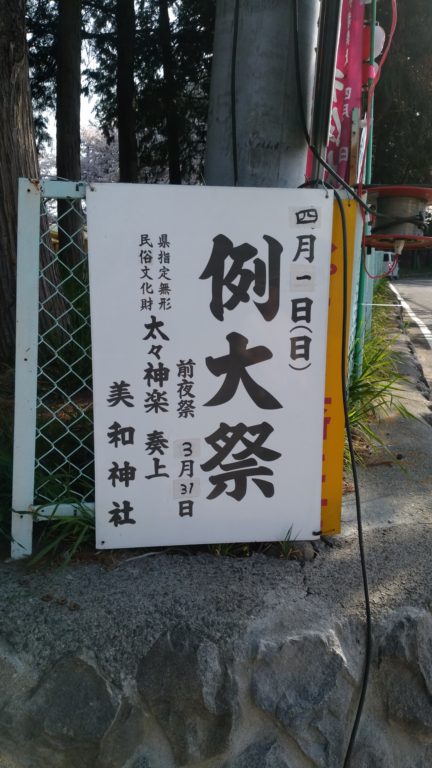 四月一日(日)
例大祭
前夜祭 3月31日
県指定無形
民俗文化財
太々神楽 奏上
美和神社